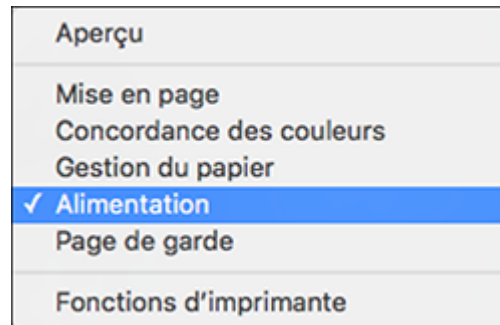 Aperçu
Mise en page
Concordance des couleurs
Gestion du papier
✓ Alimentation
Page de garde
Fonctions d'imprimante